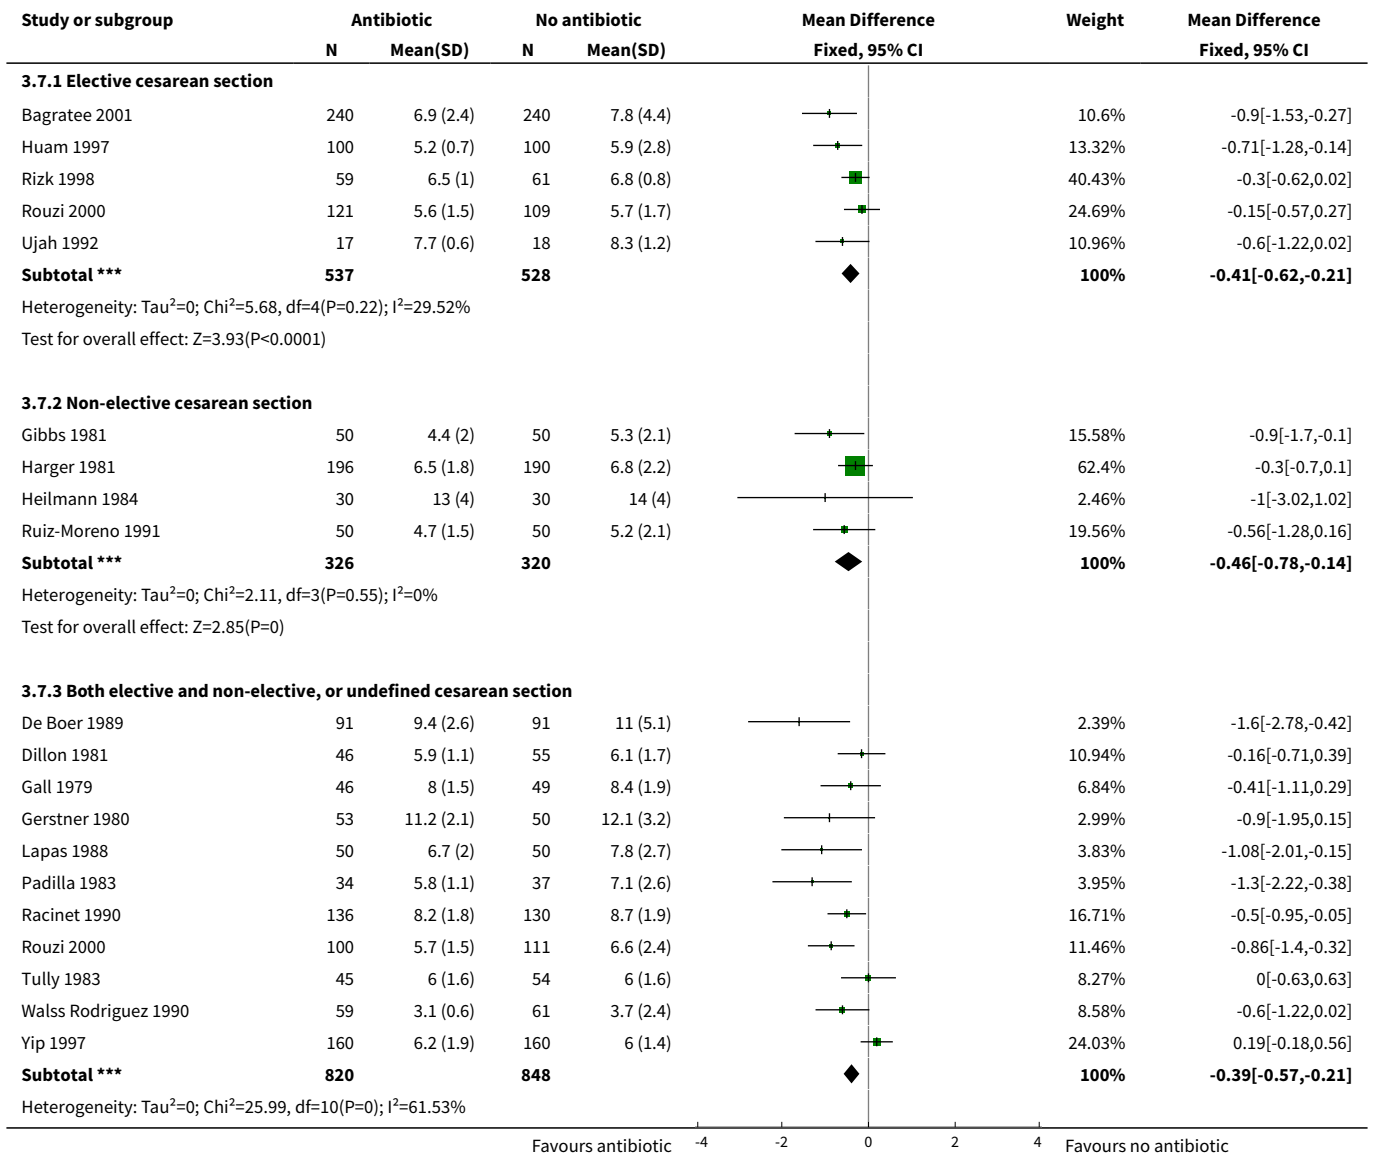 Study or subgroup Antibiotic No antibiotic Mean Difference Weight Mean Difference
N Mean(SD) N Mean(SD) Fixed, 95% CI Fixed, 95% CI
3.7.1 Elective cesarean section
Bagratee 2001 240 6.9 (2.4) 240 7.8 (4.4) 10.6% -0.9[-1.53,-0.27]
Huam 1997 100 5.2 (0.7) 100 5.9 (2.8) 13.32% -0.71[-1.28,-0.14]
Rizk 1998 59 6.5 (1) 61 6.8 (0.8) 40.43% -0.3[-0.62,0.02]
Rouzi 2000 121 5.6 (1.5) 109 5.7 (1.7) 24.69% -0.15[-0.57,0.27]
Ujah 1992 17 7.7 (0.6) 18 8.3 (1.2) 10.96% -0.6[-1.22,0.02]
Subtotal *** 537 528 100% -0.41[-0.62,-0.21]
Heterogeneity: Tau²=0; Chi²=5.68, df=4(P=0.22); I²=29.52%
Test for overall effect: Z=3.93(P<0.0001)
3.7.2 Non-elective cesarean section
Gibbs 1981 50 4.4 (2) 50 5.3 (2.1) 15.58% -0.9[-1.7,-0.1]
Harger 1981 196 6.5 (1.8) 190 6.8 (2.2) 62.4% -0.3[-0.7,0.1]
Heilmann 1984 30 13 (4) 30 14 (4) 2.46% -1[-3.02,1.02]
Ruiz-Moreno 1991 50 4.7 (1.5) 50 5.2 (2.1) 19.56% -0.56[-1.28,0.16]
Subtotal *** 326 320 100% -0.46[-0.78,-0.14]
Heterogeneity: Tau²=0; Chi²=2.11, df=3(P=0.55); I²=0%
Test for overall effect: Z=2.85(P=0)
3.7.3 Both elective and non-elective, or undefined cesarean section
De Boer 1989 91 9.4 (2.6) 91 11 (5.1) 2.39% -1.6[-2.78,-0.42]
Dillon 1981 46 5.9 (1.1) 55 6.1 (1.7) 10.94% -0.16[-0.71,0.39]
Gall 1979 46 8 (1.5) 49 8.4 (1.9) 6.84% -0.41[-1.11,0.29]
Gerstner 1980 53 11.2 (2.1) 50 12.1 (3.2) 2.99% -0.9[-1.95,0.15]
Lapas 1988 50 6.7 (2) 50 7.8 (2.7) 3.83% -1.08[-2.01,-0.15]
Padilla 1983 34 5.8 (1.1) 37 7.1 (2.6) 3.95% -1.3[-2.22,-0.38]
Racinet 1990 136 8.2 (1.8) 130 8.7 (1.9) 16.71% -0.5[-0.95,-0.05]
Rouzi 2000 100 5.7 (1.5) 111 6.6 (2.4) 11.46% -0.86[-1.4,-0.32]
Tully 1983 45 6 (1.6) 54 6 (1.6) 8.27% 0[-0.63,0.63]
Walss Rodriguez 1990 59 3.1 (0.6) 61 3.7 (2.4) 8.58% -0.6[-1.22,0.02]
Yip 1997 160 6.2 (1.9) 160 6 (1.4) 24.03% 0.19[-0.18,0.56]
Subtotal *** 820 848 100% -0.39[-0.57,-0.21]
Heterogeneity: Tau²=0; Chi²=25.99, df=10(P=0); I²=61.53%
Favours antibiotic -4 -2 0 2 4 Favours no antibiotic